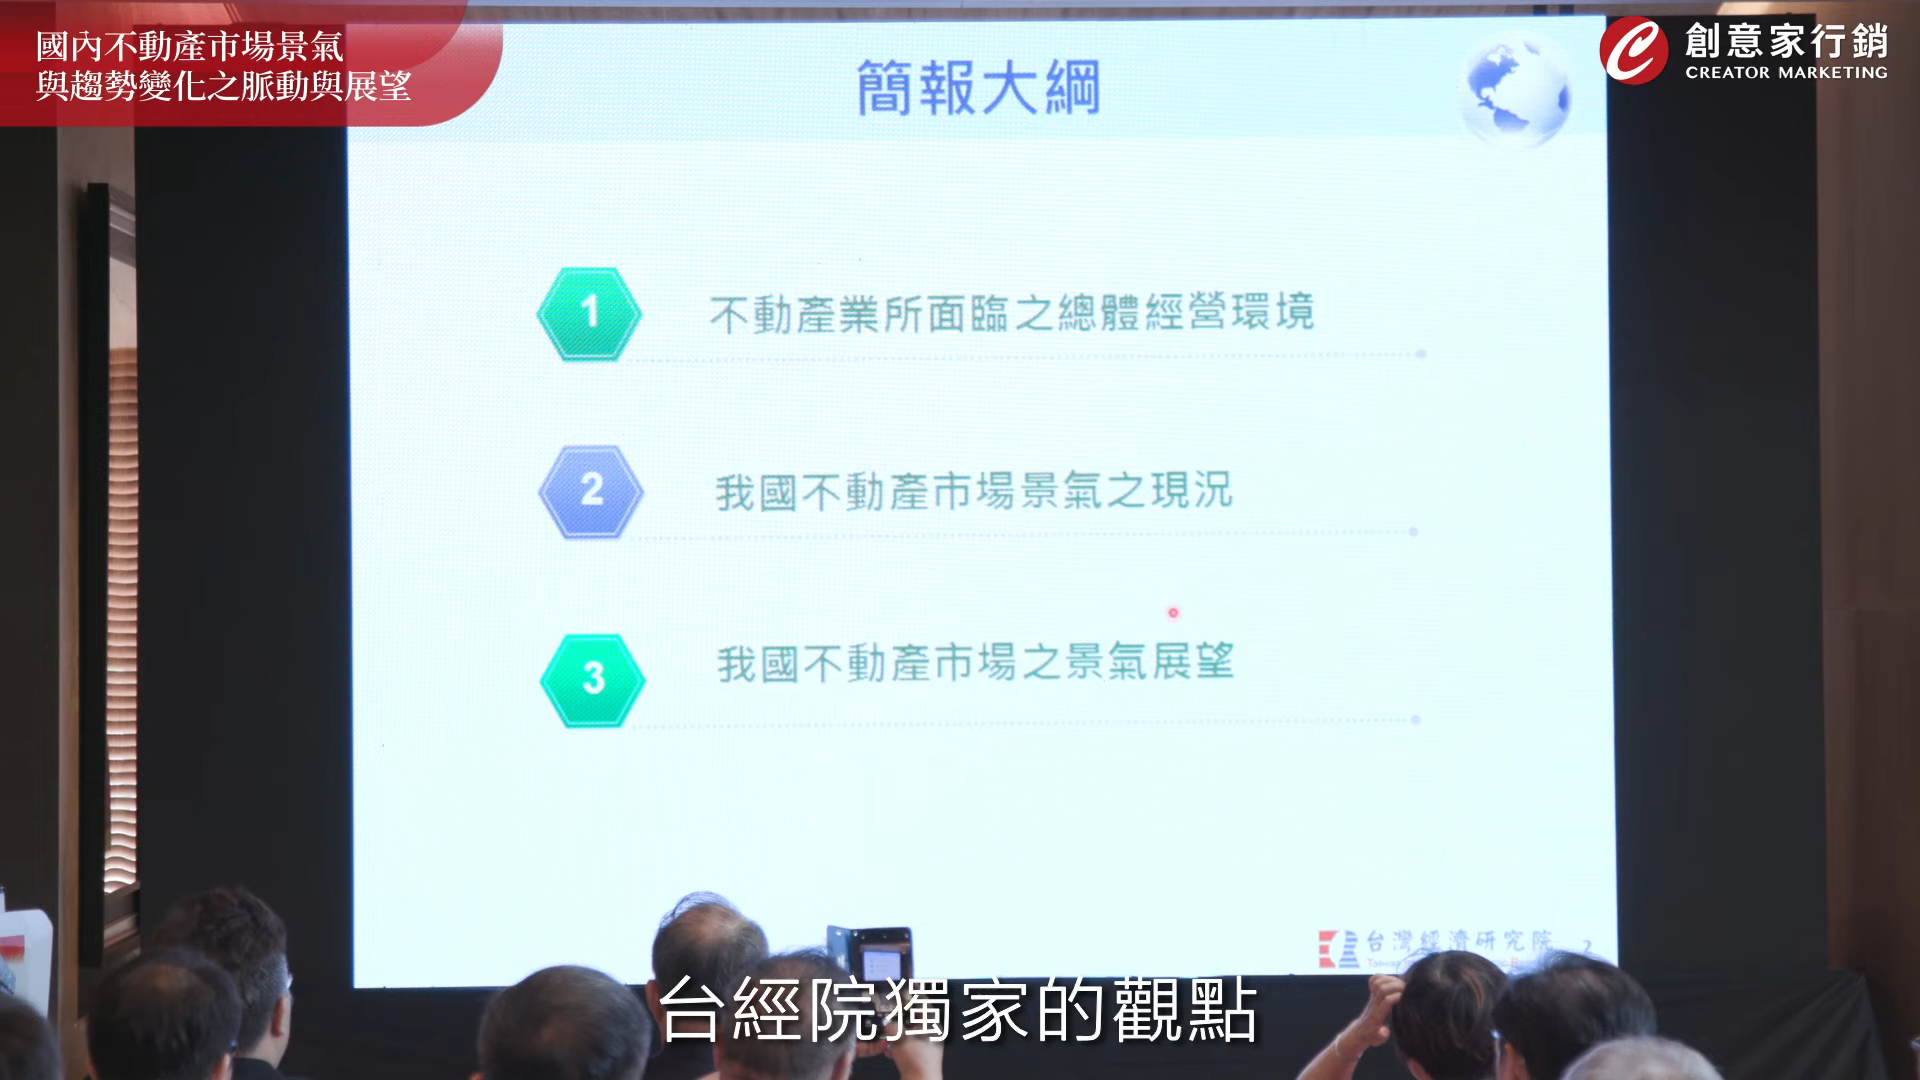 國內不動產市場景氣
與趨勢變化之脈動與展望
創意家行銷
CREATOR MARKETING
簡報大綱
1
不動產業所面臨之總體經營環境
2
我國不動產市場景氣之現況
3
我國不動產市場之景氣展望
台灣經濟研究院
2
台經院獨家的觀點